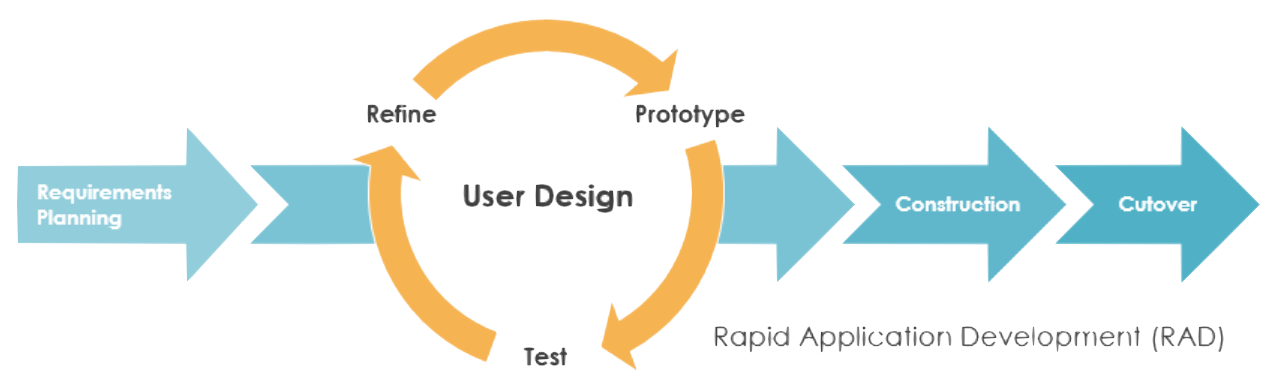 Refine
Prototype
Requirements
Planning
User Design
Construction
Cutover
Test
Rapid Application Development (RAD)